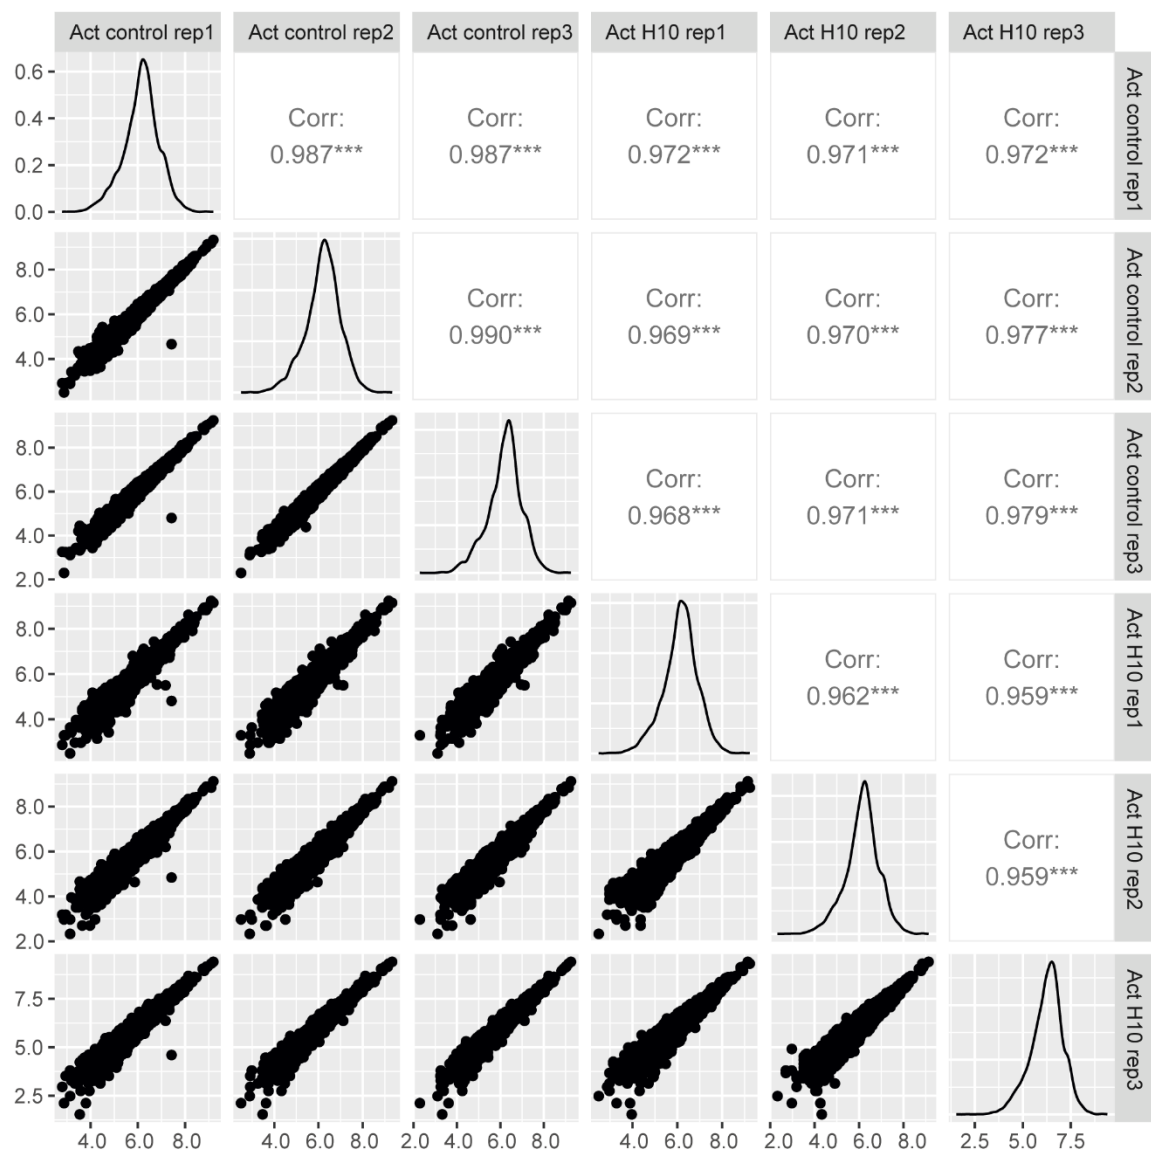 Act control rep1 Act control rep2 Act control rep3 Act H10 rep1 Act H10 rep2 Act H10 rep3
0.6
0.4
0.2
0.0
Corr:
0.987***
Corr:
0.987***
Corr:
0.972***
Corr:
0.971***
Corr:
0.972***
Act control rep1
8.0
6.0
4.0
Corr:
0.990***
Corr:
0.969***
Corr:
0.970***
Corr:
0.977***
Act control rep2
8.0
6.0
4.0
2.0
Corr:
0.968***
Corr:
0.971***
Corr:
0.979***
Act control rep3
8.0
6.0
4.0
Corr:
0.962***
Corr:
0.959***
Act H10 rep1
8.0
6.0
4.0
2.0
Corr:
0.959***
Act H10 rep2
7.5
5.0
2.5
Act H10 rep3
4.0 6.0 8.0 4.0 6.0 8.0 2.0 4.0 6.0 8.0 4.0 6.0 8.0 2.0 4.0 6.0 8.0 2.5 5.0 7.5